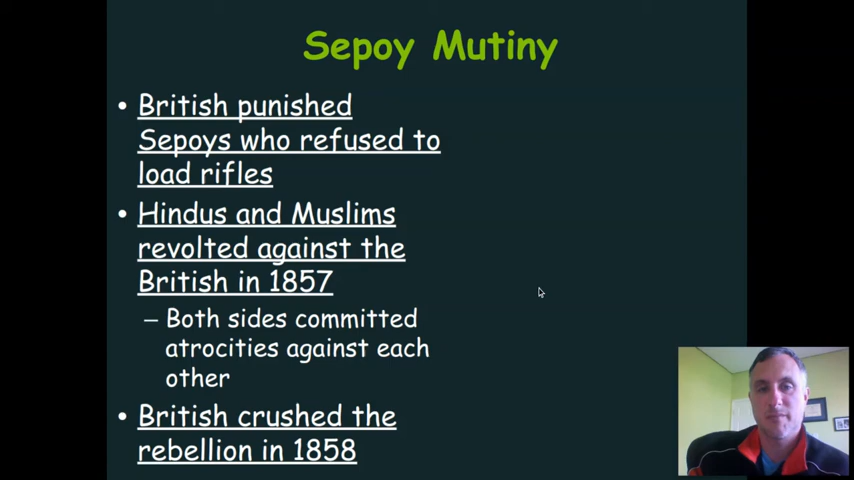 Sepoy Mutiny
• British punished
Sepoys who refused to
load rifles
• Hindus and Muslims
revolted against the
British in 1857
– Both sides committed
atrocities against each
other
• British crushed the
rebellion in 1858